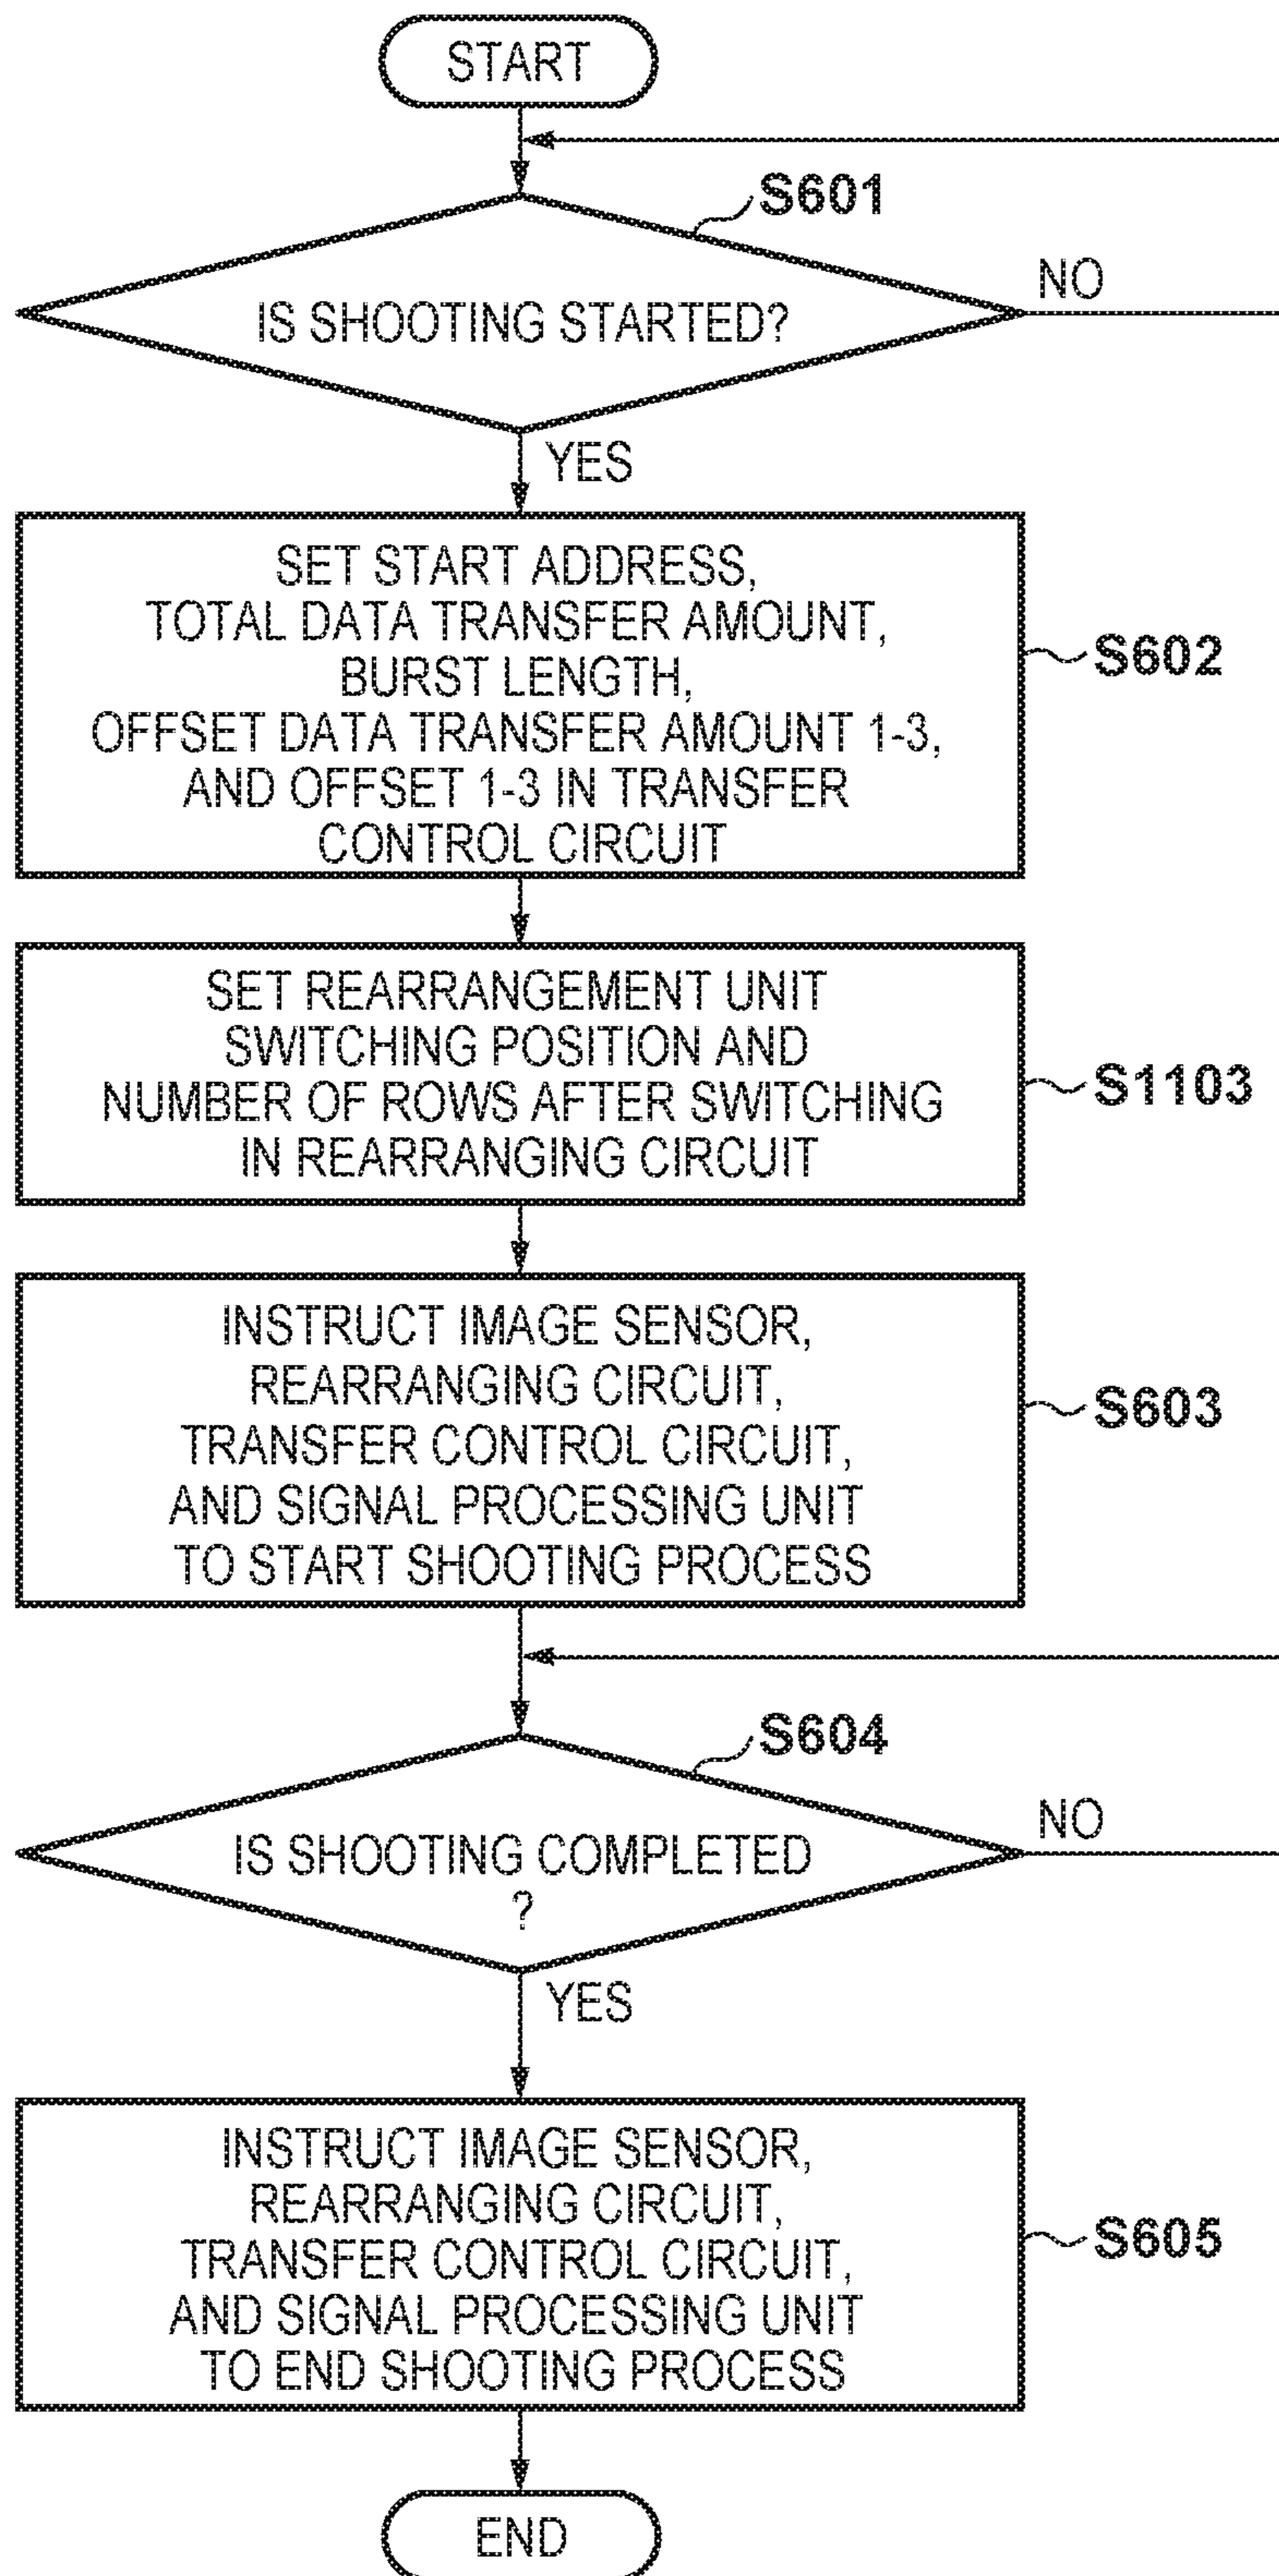 START
S601
IS SHOOTING STARTED?
NO
YES
SET START ADDRESS,
TOTAL DATA TRANSFER AMOUNT,
BURST LENGTH,
OFFSET DATA TRANSFER AMOUNT 1-3,
AND OFFSET 1-3 IN TRANSFER
CONTROL CIRCUIT
S602
SET REARRANGEMENT UNIT
SWITCHING POSITION AND
NUMBER OF ROWS AFTER SWITCHING
IN REARRANGING CIRCUIT
S1103
INSTRUCT IMAGE SENSOR,
REARRANGING CIRCUIT,
TRANSFER CONTROL CIRCUIT,
AND SIGNAL PROCESSING UNIT
TO START SHOOTING PROCESS
S603
S604
IS SHOOTING COMPLETED
?
NO
YES
INSTRUCT IMAGE SENSOR,
REARRANGING CIRCUIT,
TRANSFER CONTROL CIRCUIT,
AND SIGNAL PROCESSING UNIT
TO END SHOOTING PROCESS
S605
END